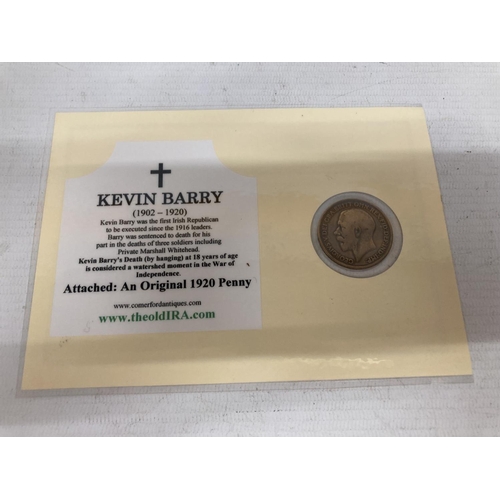 KEVIN BARRY
(1902 – 1920)
Kevin Barry was the first Irish Republican
to be executed since the 1916 leaders.
Barry was sentenced to death for his
part in the deaths of three soldiers including
Private Marshall Whitehead.
Kevin Barry's Death (by hanging) at 18 years of age
is considered a watershed moment in the War of
Independence.
Attached: An Original 1920 Penny
www.comerfordantiques.com
www.theoldIRA.com